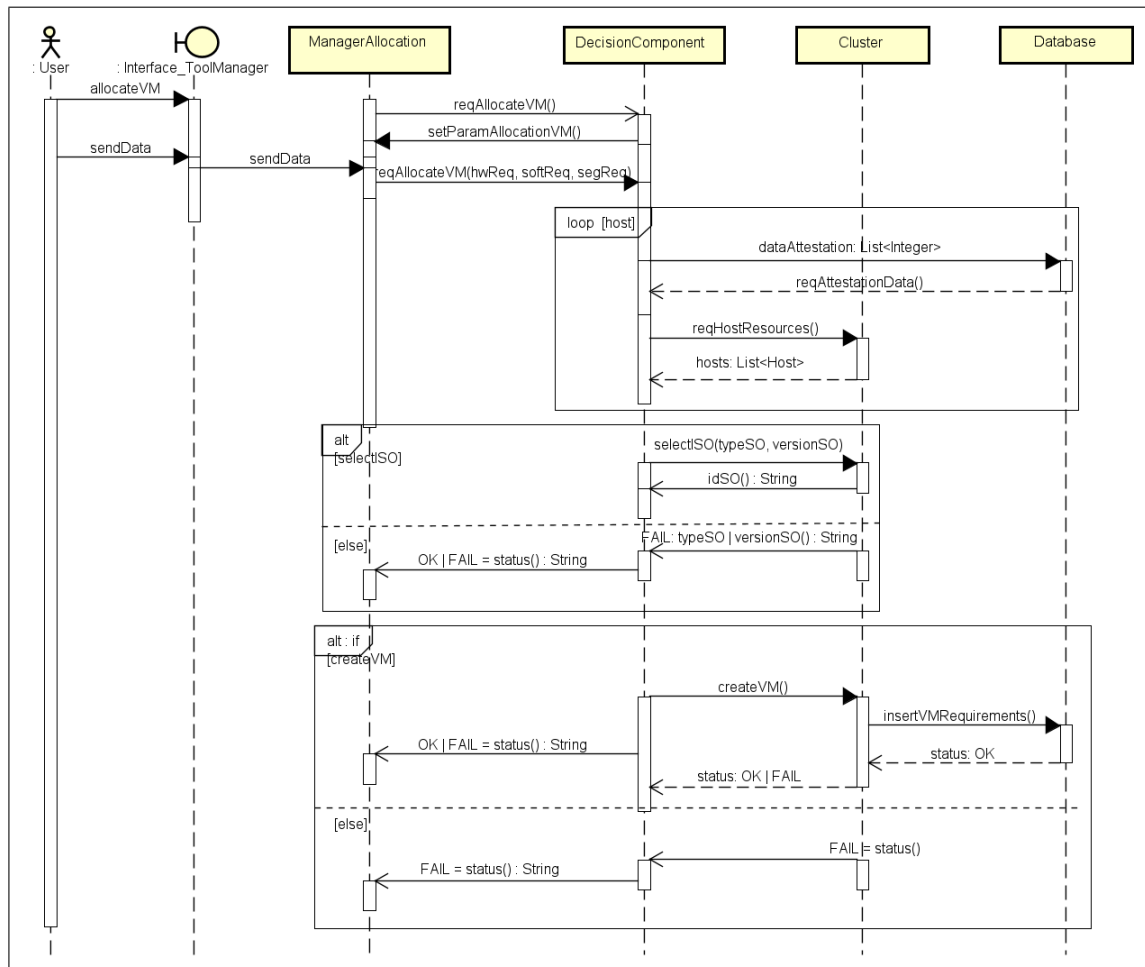 : User
: Interface_ToolManager
ManagerAllocation
DecisionComponent
Cluster
Database
allocateVM
reqAllocateVM()
setParamAllocationVM()
sendData
sendData
reqAllocateVM(hwReq, softReq, segReq)
loop [host]
dataAttestation: List<Integer>
reqAttestationData()
reqHostResources()
hosts: List<Host>
alt
[selectISO]
selectISO(typeSO, versionSO)
idSO() : String
[else]
FAIL: typeSO | versionSO() : String
OK | FAIL = status() : String
alt : if
[createVM]
createVM()
insertVMRequirements()
OK | FAIL = status() : String
status: OK
status: OK | FAIL
[else]
FAIL = status()
FAIL = status() : String